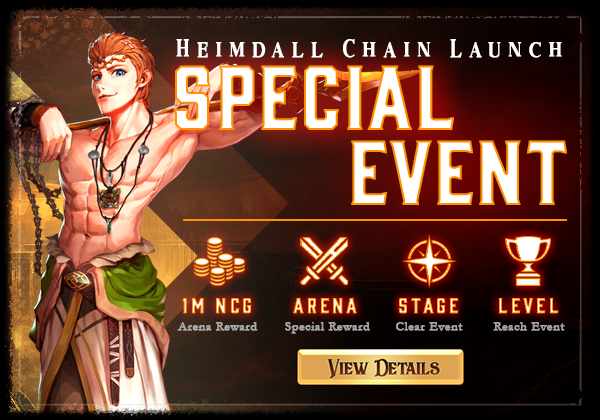 HEIMDALL CHAIN LAUNCH
SPECIAL
EVENT
1M NCG
Arena Reward
ARENA
Special Reward
STAGE
Clear Event
LEVEL
Reach Event
VIEW DETAILS